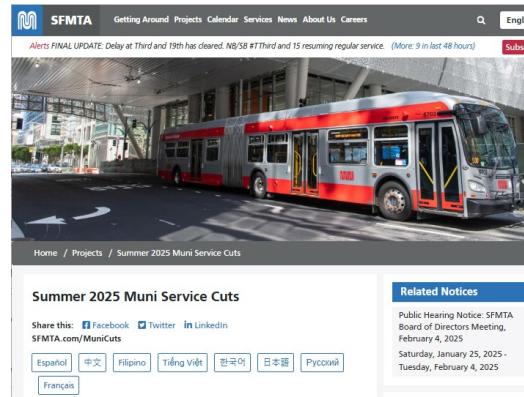 SFMTA
Getting Around Projects Calendar Services News About Us Careers
Engl
Alerts FINAL UPDATE: Delay at Third and 19th has cleared. NB/SB #TThird and 15 resuming regular service. (More: 9 in last 48 hours)
Subs
Home / Projects / Summer 2025 Muni Service Cuts
Summer 2025 Muni Service Cuts
Share this: Facebook Twitter LinkedIn
SFMTA.com/MuniCuts
Español 中文 Filipino Tiếng Việt 한국어 日本語 Русский
Français
Related Notices
Public Hearing Notice: SFMTA
Board of Directors Meeting,
February 4, 2025
Saturday, January 25, 2025 -
Tuesday, February 4, 2025